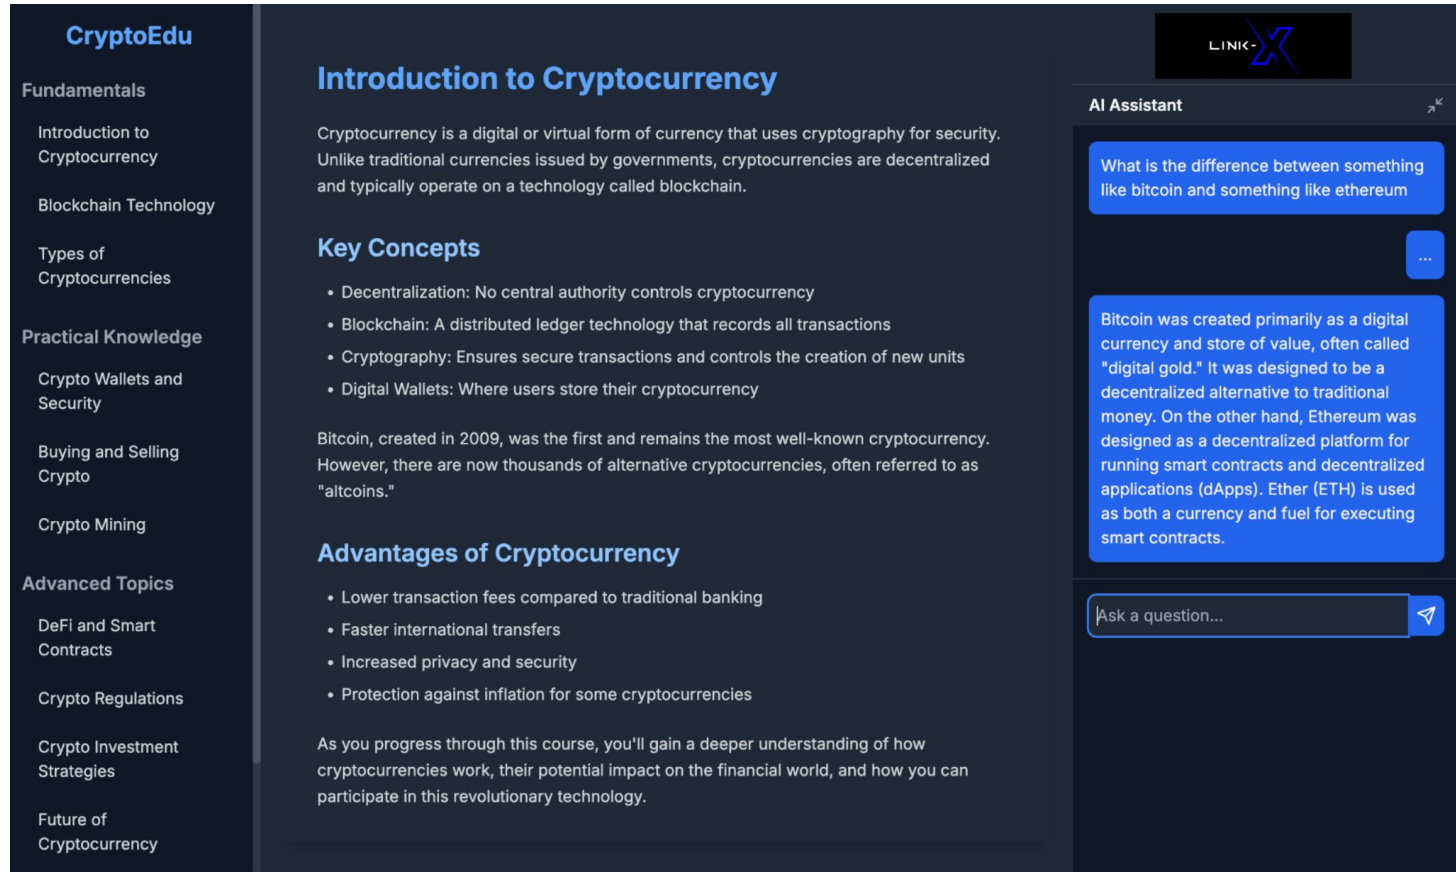 CryptoEdu
Fundamentals
Introduction to
Cryptocurrency
Blockchain Technology
Types of
Cryptocurrencies
Practical Knowledge
Crypto Wallets and
Security
Buying and Selling
Crypto
Crypto Mining
Advanced Topics
DeFi and Smart
Contracts
Crypto Regulations
Crypto Investment
Strategies
Future of
Cryptocurrency
Introduction to Cryptocurrency
Cryptocurrency is a digital or virtual form of currency that uses cryptography for security.
Unlike traditional currencies issued by governments, cryptocurrencies are decentralized
and typically operate on a technology called blockchain.
Key Concepts
• Decentralization: No central authority controls cryptocurrency
• Blockchain: A distributed ledger technology that records all transactions
• Cryptography: Ensures secure transactions and controls the creation of new units
• Digital Wallets: Where users store their cryptocurrency
Bitcoin, created in 2009, was the first and remains the most well-known cryptocurrency.
However, there are now thousands of alternative cryptocurrencies, often referred to as
"altcoins."
Advantages of Cryptocurrency
• Lower transaction fees compared to traditional banking
• Faster international transfers
• Increased privacy and security
• Protection against inflation for some cryptocurrencies
As you progress through this course, you'll gain a deeper understanding of how
cryptocurrencies work, their potential impact on the financial world, and how you can
participate in this revolutionary technology.
LINK-X
AI Assistant
What is the difference between something
like bitcoin and something like ethereum
...
Bitcoin was created primarily as a digital
currency and store of value, often called
"digital gold." It was designed to be a
decentralized alternative to traditional
money. On the other hand, Ethereum was
designed as a decentralized platform for
running smart contracts and decentralized
applications (dApps). Ether (ETH) is used
as both a currency and fuel for executing
smart contracts.
Ask a question...